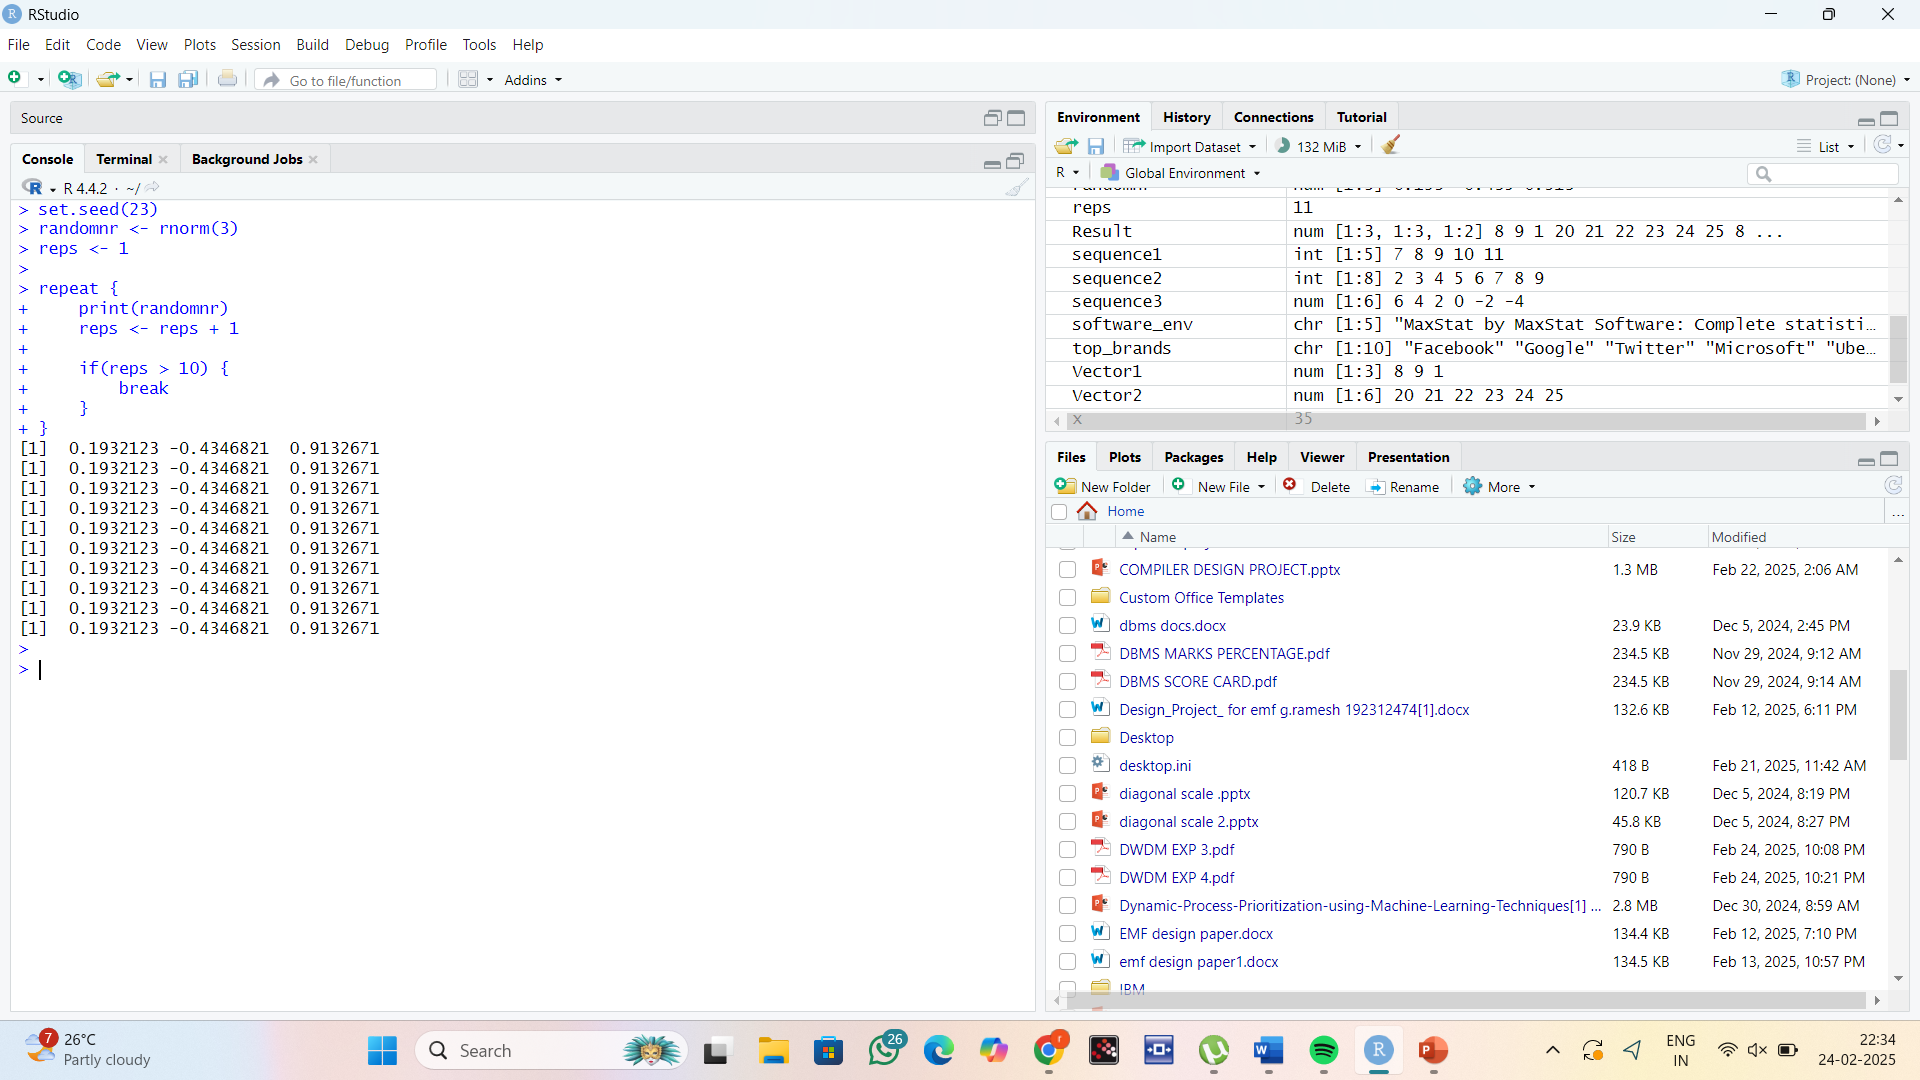 RStudio
File Edit Code View Plots Session Build Debug Profile Tools Help
Go to file/function Addins Project: (None)
Source
Console Terminal Background Jobs
R 4.4.2 · ~/
> set.seed(23)
> randomnr <- rnorm(3)
> reps <- 1
>
> repeat {
+     print(randomnr)
+     reps <- reps + 1
+
+     if(reps > 10) {
+         break
+     }
+ }
[1]  0.1932123 -0.4346821  0.9132671
[1]  0.1932123 -0.4346821  0.9132671
[1]  0.1932123 -0.4346821  0.9132671
[1]  0.1932123 -0.4346821  0.9132671
[1]  0.1932123 -0.4346821  0.9132671
[1]  0.1932123 -0.4346821  0.9132671
[1]  0.1932123 -0.4346821  0.9132671
[1]  0.1932123 -0.4346821  0.9132671
[1]  0.1932123 -0.4346821  0.9132671
[1]  0.1932123 -0.4346821  0.9132671
>
>
Environment History Connections Tutorial
Import Dataset 132 MiB List
R Global Environment
reps 11
Result num [1:3, 1:3, 1:2] 8 9 1 20 21 22 23 24 25 8 ...
sequence1 int [1:5] 7 8 9 10 11
sequence2 int [1:8] 2 3 4 5 6 7 8 9
sequence3 num [1:6] 6 4 2 0 -2 -4
software_env chr [1:5] "MaxStat by MaxStat Software: Complete statisti…
top_brands chr [1:10] "Facebook" "Google" "Twitter" "Microsoft" "Ube…
Vector1 num [1:3] 8 9 1
Vector2 num [1:6] 20 21 22 23 24 25
x 35
Files Plots Packages Help Viewer Presentation
New Folder New File Delete Rename More
Home ...
Name Size Modified
COMPILER DESIGN PROJECT.pptx 1.3 MB Feb 22, 2025, 2:06 AM
Custom Office Templates
dbms docs.docx 23.9 KB Dec 5, 2024, 2:45 PM
DBMS MARKS PERCENTAGE.pdf 234.5 KB Nov 29, 2024, 9:12 AM
DBMS SCORE CARD.pdf 234.5 KB Nov 29, 2024, 9:14 AM
Design_Project_ for emf g.ramesh 192312474[1].docx 132.6 KB Feb 12, 2025, 6:11 PM
Desktop
desktop.ini 418 B Feb 21, 2025, 11:42 AM
diagonal scale .pptx 120.7 KB Dec 5, 2024, 8:19 PM
diagonal scale 2.pptx 45.8 KB Dec 5, 2024, 8:27 PM
DWDM EXP 3.pdf 790 B Feb 24, 2025, 10:08 PM
DWDM EXP 4.pdf 790 B Feb 24, 2025, 10:21 PM
Dynamic-Process-Prioritization-using-Machine-Learning-Techniques[1] ... 2.8 MB Dec 30, 2024, 8:59 AM
EMF design paper.docx 134.4 KB Feb 12, 2025, 7:10 PM
emf design paper1.docx 134.5 KB Feb 13, 2025, 10:57 PM
IBM
7 26°C
Partly cloudy
Search
26
ENG
IN
22:34
24-02-2025